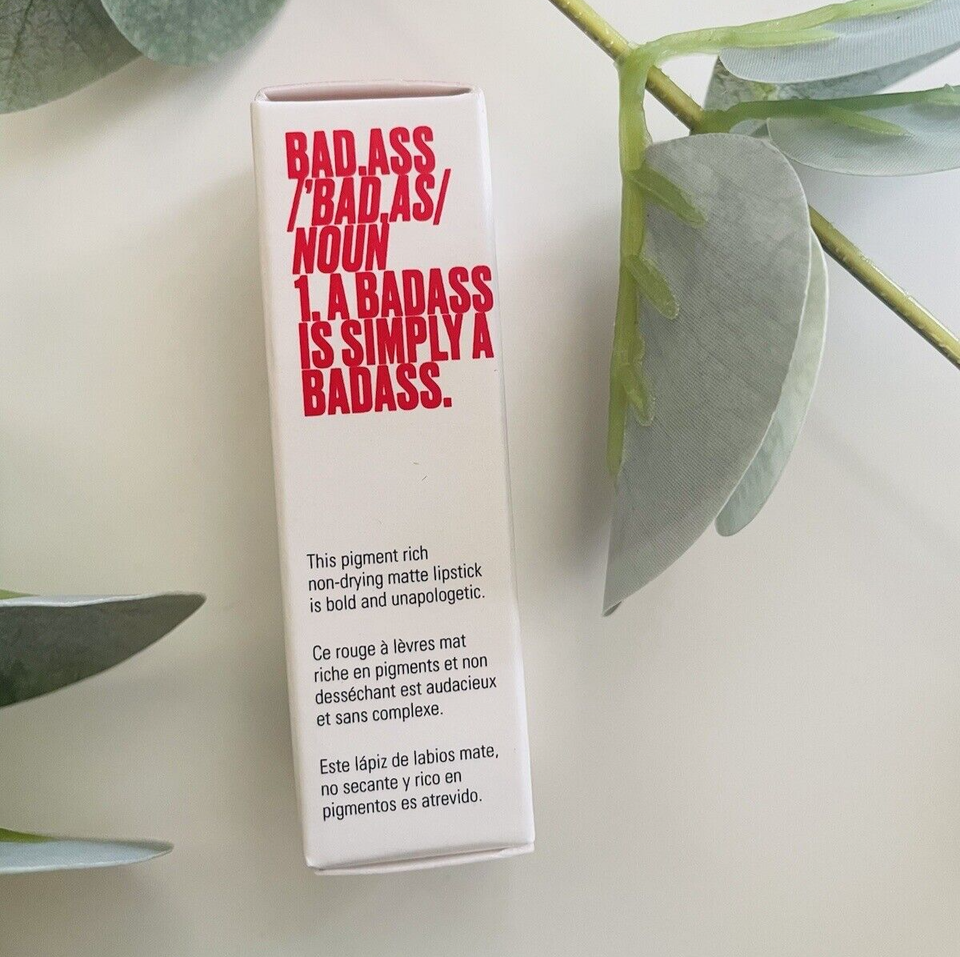 BAD.ASS
/'BAD.AS/
NOUN
1. A BADASS
IS SIMPLY A
BADASS.
This pigment rich
non-drying matte lipstick
is bold and unapologetic.
Ce rouge à lèvres mat
riche en pigments et non
desséchant est audacieux
et sans complexe.
Este lápiz de labios mate,
no secante y rico en
pigmentos es atrevido.